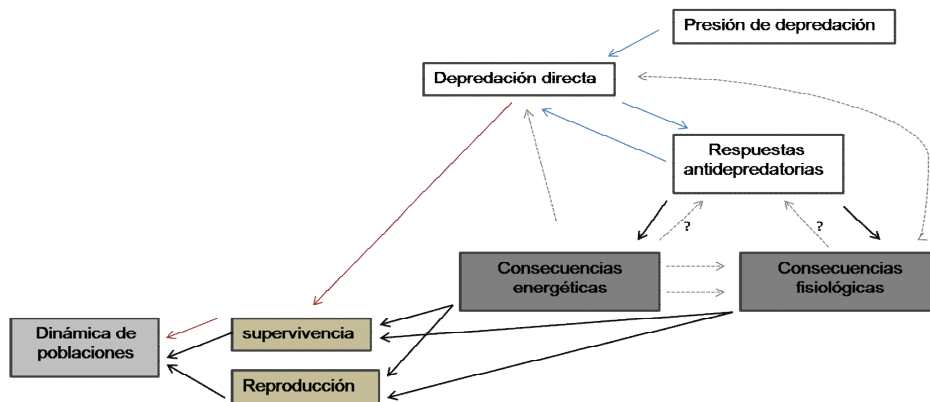 Presión de depredación
Depredación directa
Respuestas
antidepredatorias
?
?
Consecuencias
energéticas
Consecuencias
fisiológicas
Dinámica de
poblaciones
supervivencia
Reproducción